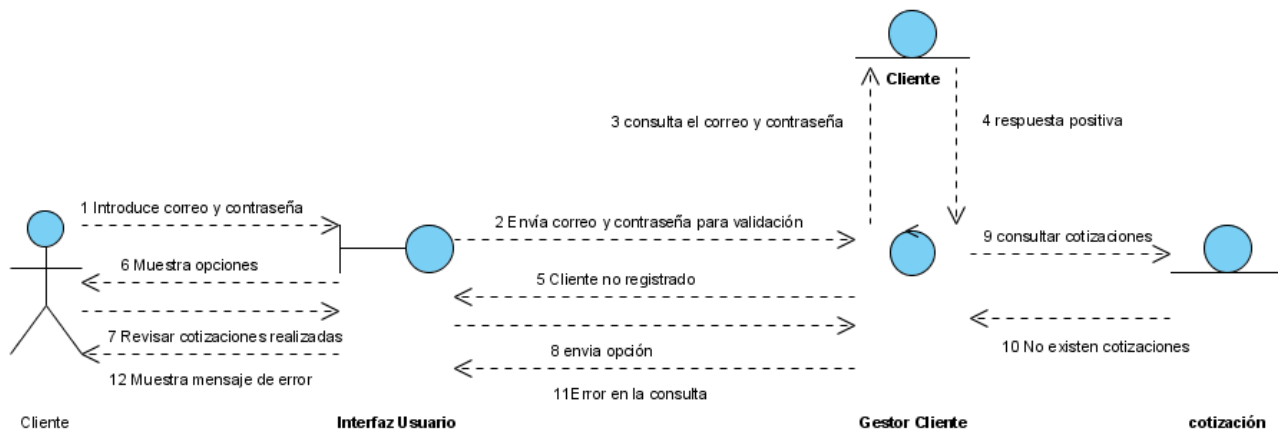 Cliente
3 consulta el correo y contraseña
4 respuesta positiva
1 Introduce correo y contraseña
2 Envía correo y contraseña para validación
9 consultar cotizaciones
6 Muestra opciones
5 Cliente no registrado
7 Revisar cotizaciones realizadas
8 envia opción
10 No existen cotizaciones
12 Muestra mensaje de error
11Error en la consulta
Cliente
Interfaz Usuario
Gestor Cliente
cotización